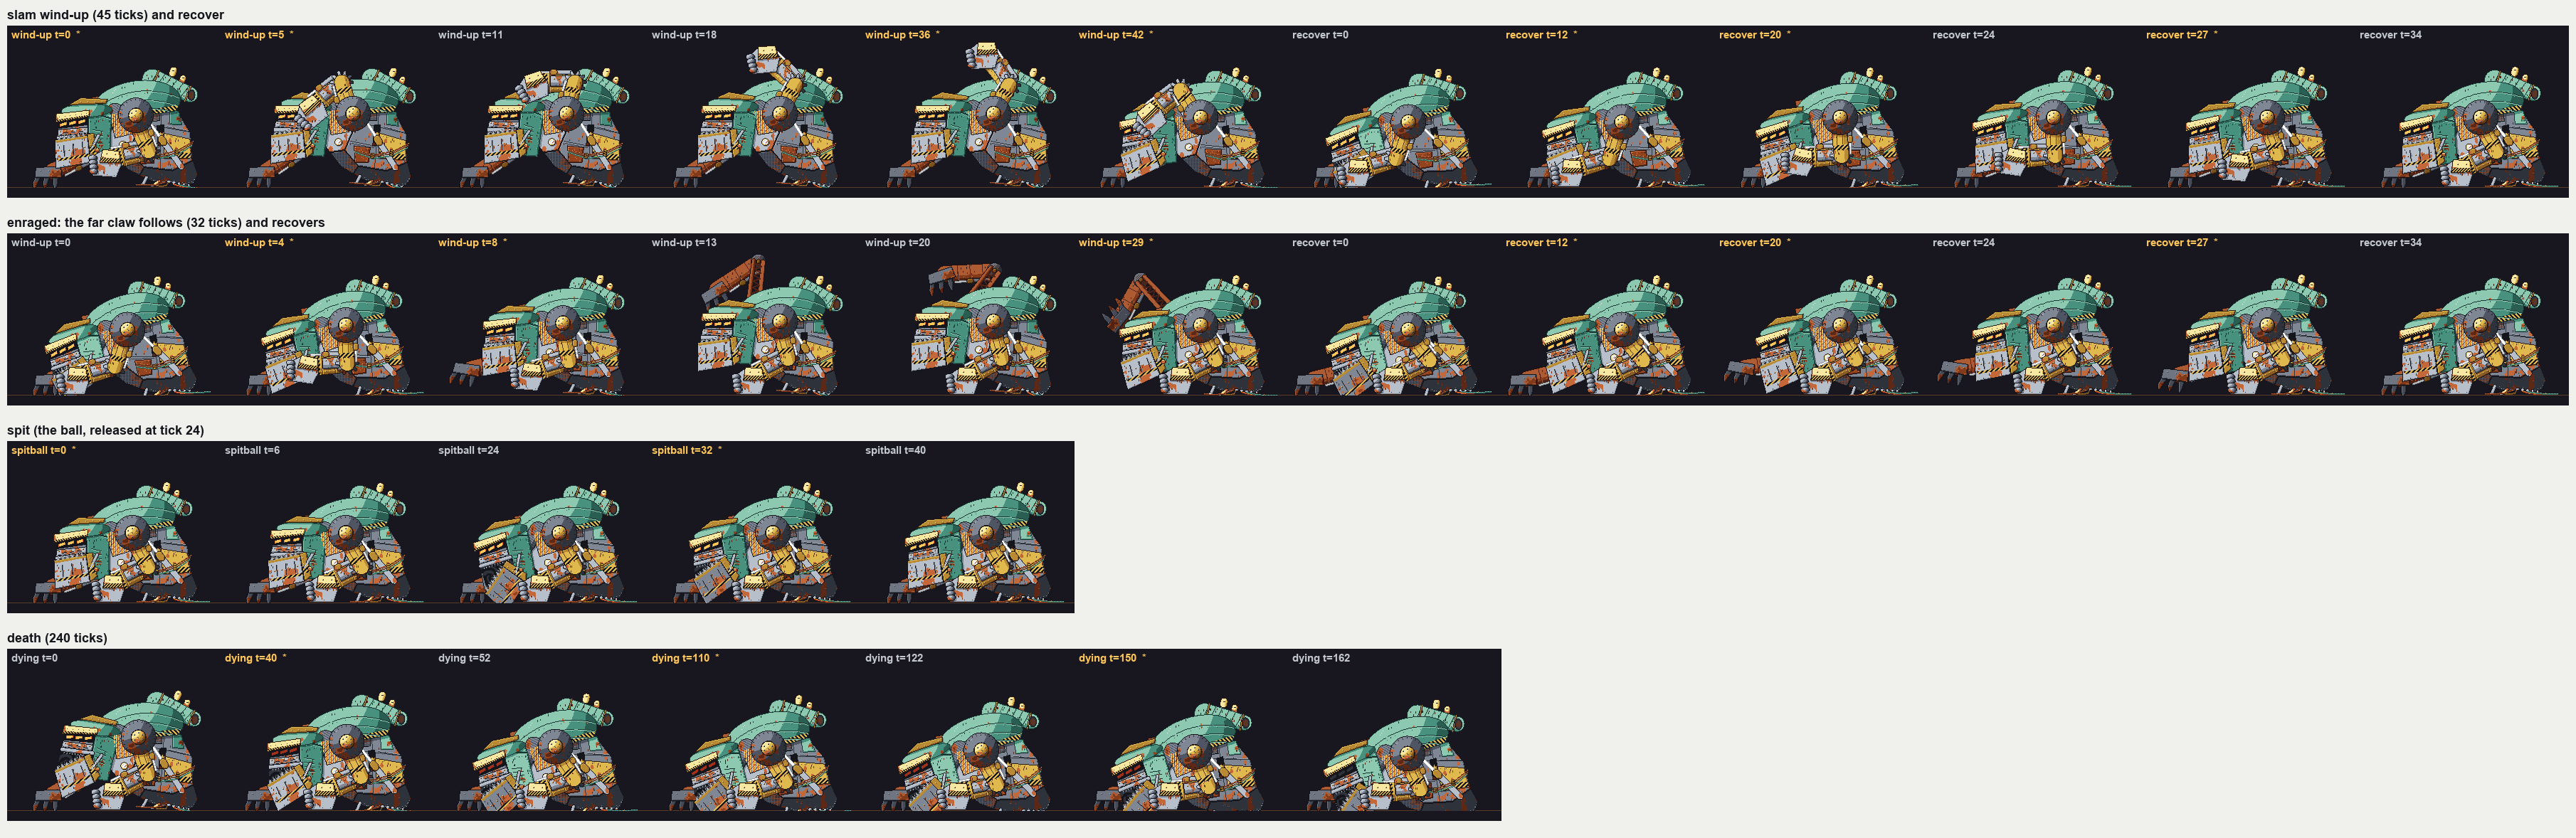 slam wind-up (45 ticks) and recover
wind-up t=0 * wind-up t=5 * wind-up t=11 wind-up t=18 wind-up t=36 * wind-up t=42 * recover t=0 recover t=12 * recover t=20 * recover t=24 recover t=27 * recover t=34
enraged: the far claw follows (32 ticks) and recovers
wind-up t=0 wind-up t=4 * wind-up t=8 * wind-up t=13 wind-up t=20 wind-up t=29 * recover t=0 recover t=12 * recover t=20 * recover t=24 recover t=27 * recover t=34
spit (the ball, released at tick 24)
spitball t=0 * spitball t=6 spitball t=24 spitball t=32 * spitball t=40
death (240 ticks)
dying t=0 dying t=40 * dying t=52 dying t=110 * dying t=122 dying t=150 * dying t=162